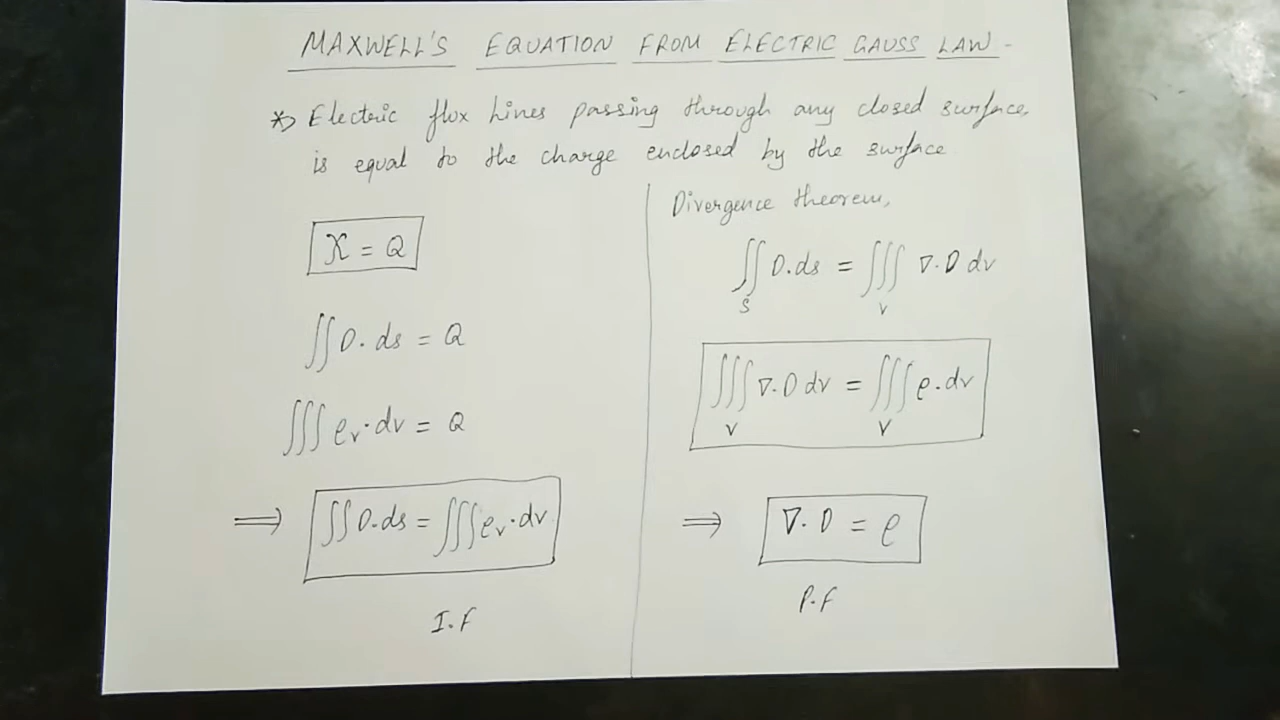 MAXWELL'S EQUATION FROM ELECTRIC GAUSS LAW.
* Electric flux lines passing through any closed surface,
is equal to the charge enclosed by the surface
ᵡ = Q
∬ D. ds = Q
∭ ρv. dv = Q
⟹ ∬ D. ds = ∭ ρv. dv
I.F
Divergence theorem,
∬S D. ds = ∭V ∇. D dv
∭V ∇. D dv = ∭V ρ. dv
⟹ ∇. D = ρ
P.F